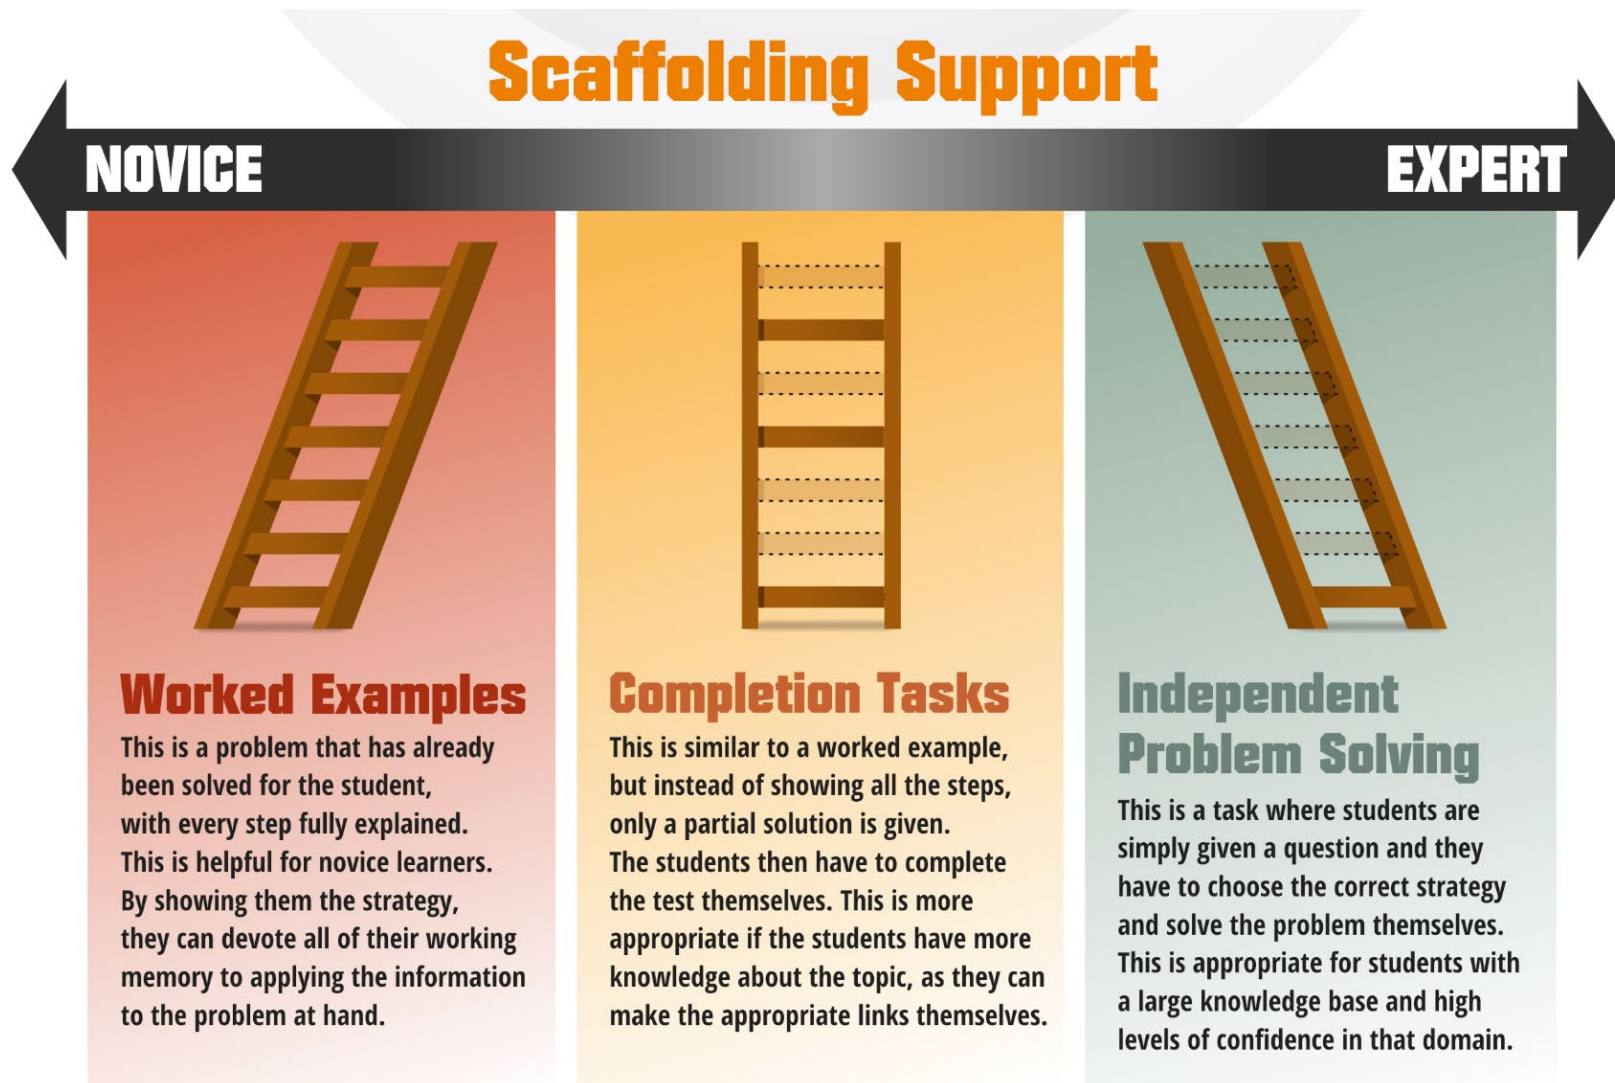 Scaffolding Support
NOVICE
EXPERT
Worked Examples
This is a problem that has already
been solved for the student,
with every step fully explained.
This is helpful for novice learners.
By showing them the strategy,
they can devote all of their working
memory to applying the information
to the problem at hand.
Completion Tasks
This is similar to a worked example,
but instead of showing all the steps,
only a partial solution is given.
The students then have to complete
the test themselves. This is more
appropriate if the students have more
knowledge about the topic, as they can
make the appropriate links themselves.
Independent
Problem Solving
This is a task where students are
simply given a question and they
have to choose the correct strategy
and solve the problem themselves.
This is appropriate for students with
a large knowledge base and high
levels of confidence in that domain.